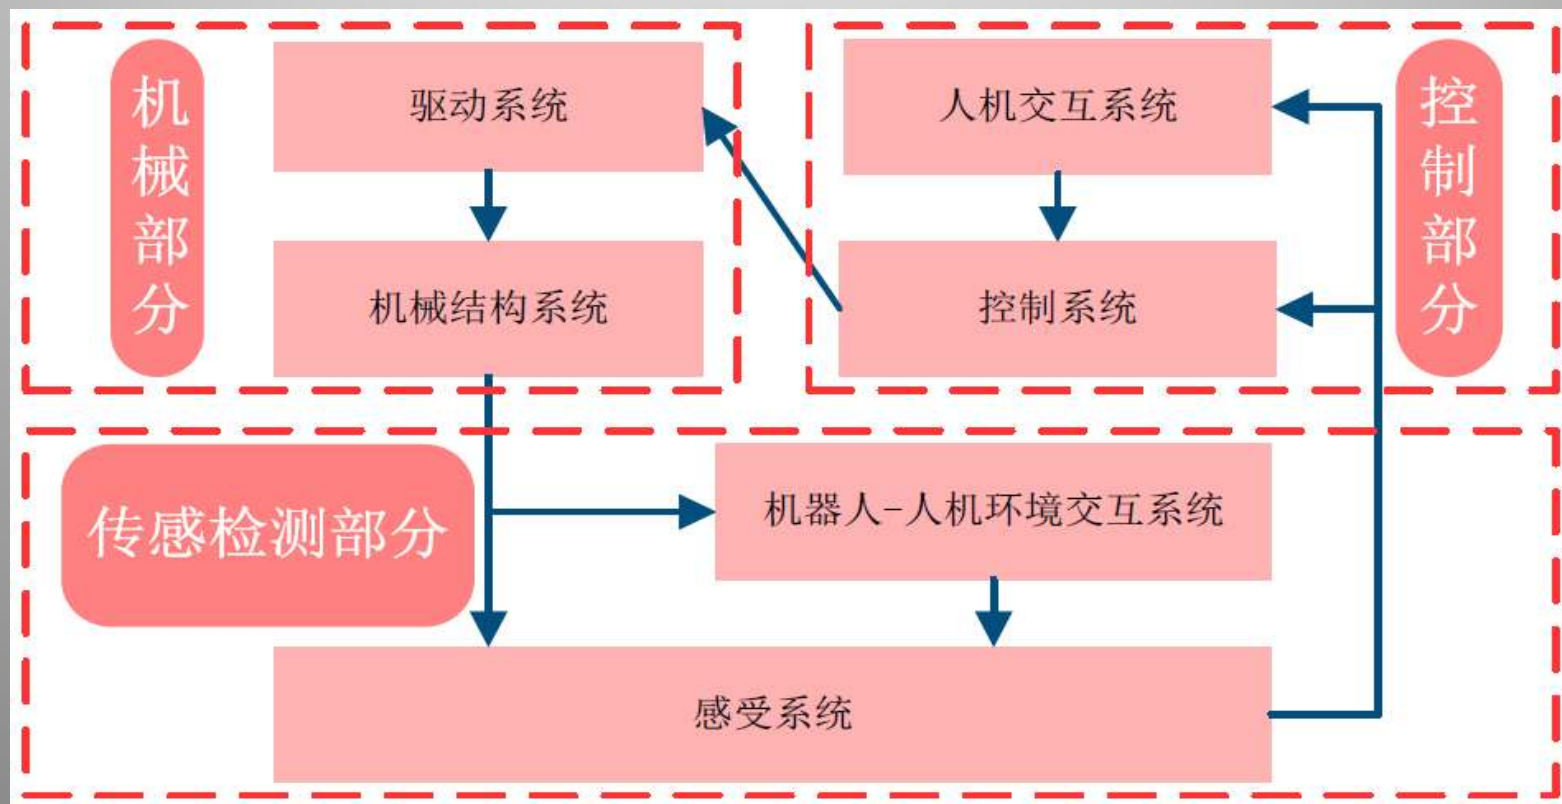 机械部分
驱动系统
机械结构系统
人机交互系统
控制系统
控制部分
传感检测部分
机器人-人机环境交互系统
感受系统